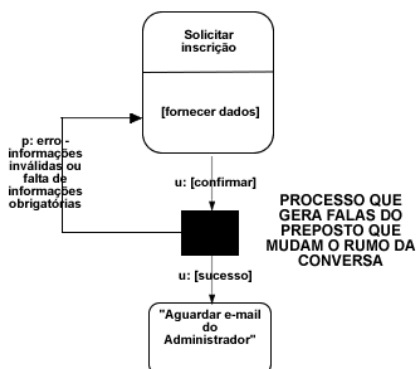 Solicitar
inscrição
[fornecer dados]
p: erro -
informações
inválidas ou
falta de
informações
obrigatórias
u: [confirmar]
PROCESSO QUE
GERA FALAS DO
PREPOSTO QUE
MUDAM O RUMO DA
CONVERSA
u: [sucesso]
"Aguardar e-mail
do
Administrador"